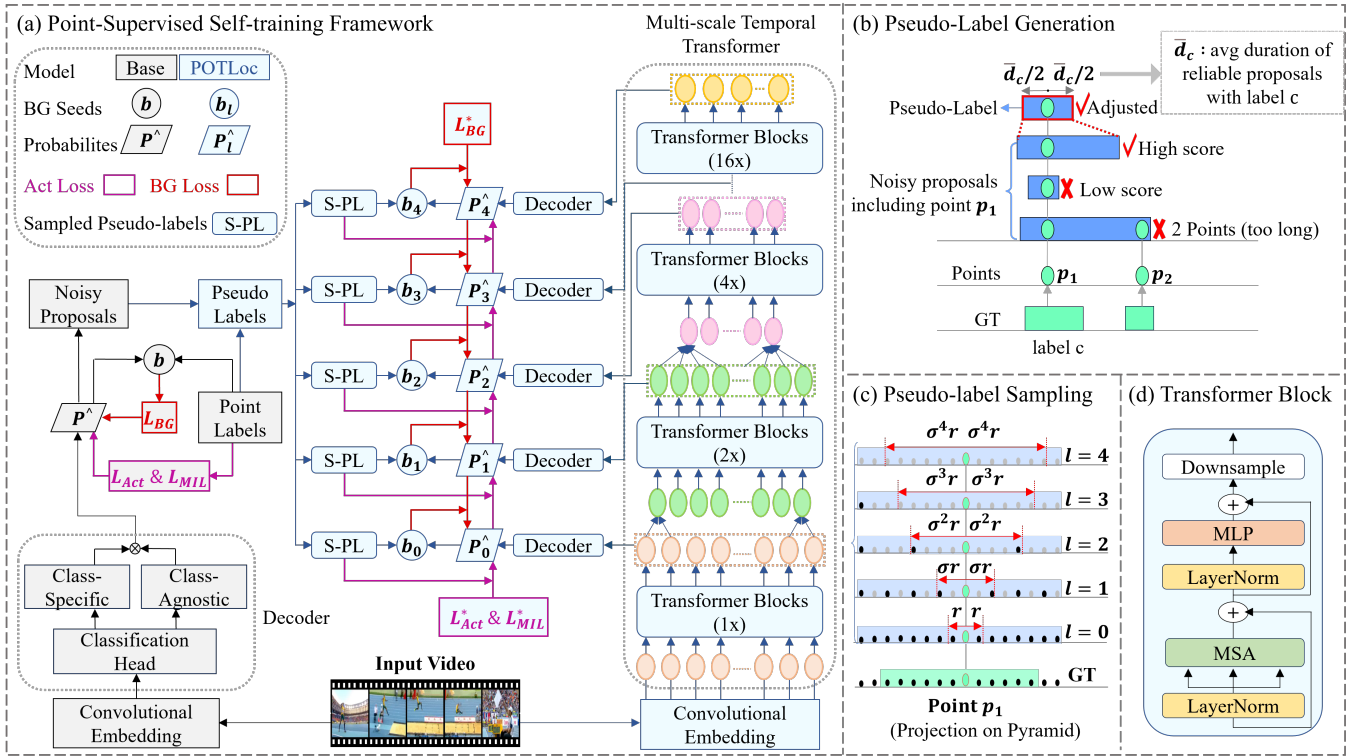 (a) Point-Supervised Self-training Framework
Model
Base
POTLoc
BG Seeds
b
b_l
Probabilites
P^
P^_l
Act Loss
BG Loss
Sampled Pseudo-labels
S-PL
Multi-scale Temporal
Transformer
Transformer Blocks
(16x)
Transformer Blocks
(4x)
Transformer Blocks
(2x)
Transformer Blocks
(1x)
Convolutional
Embedding
L*_BG
S-PL
b_4
P^_4
Decoder
S-PL
b_3
P^_3
Decoder
S-PL
b_2
P^_2
Decoder
S-PL
b_1
P^_1
Decoder
S-PL
b_0
P^_0
Decoder
L*_Act & L*_MIL
Noisy
Proposals
Pseudo
Labels
b
P^
L_BG
Point
Labels
L_Act & L_MIL
Class-
Specific
Class-
Agnostic
Decoder
Classification
Head
Convolutional
Embedding
Input Video
(b) Pseudo-Label Generation
d̅_c : avg duration of
reliable proposals
with label c
d̅_c/2 d̅_c/2
Pseudo-Label
Adjusted
High score
Noisy proposals
including point p_1
Low score
2 Points (too long)
Points
p_1
p_2
GT
label c
(c) Pseudo-label Sampling
σ^4r σ^4r
l = 4
σ^3r σ^3r
l = 3
σ^2r σ^2r
l = 2
σr σr
l = 1
r r
l = 0
GT
Point p_1
(Projection on Pyramid)
(d) Transformer Block
Downsample
+
MLP
LayerNorm
+
MSA
LayerNorm